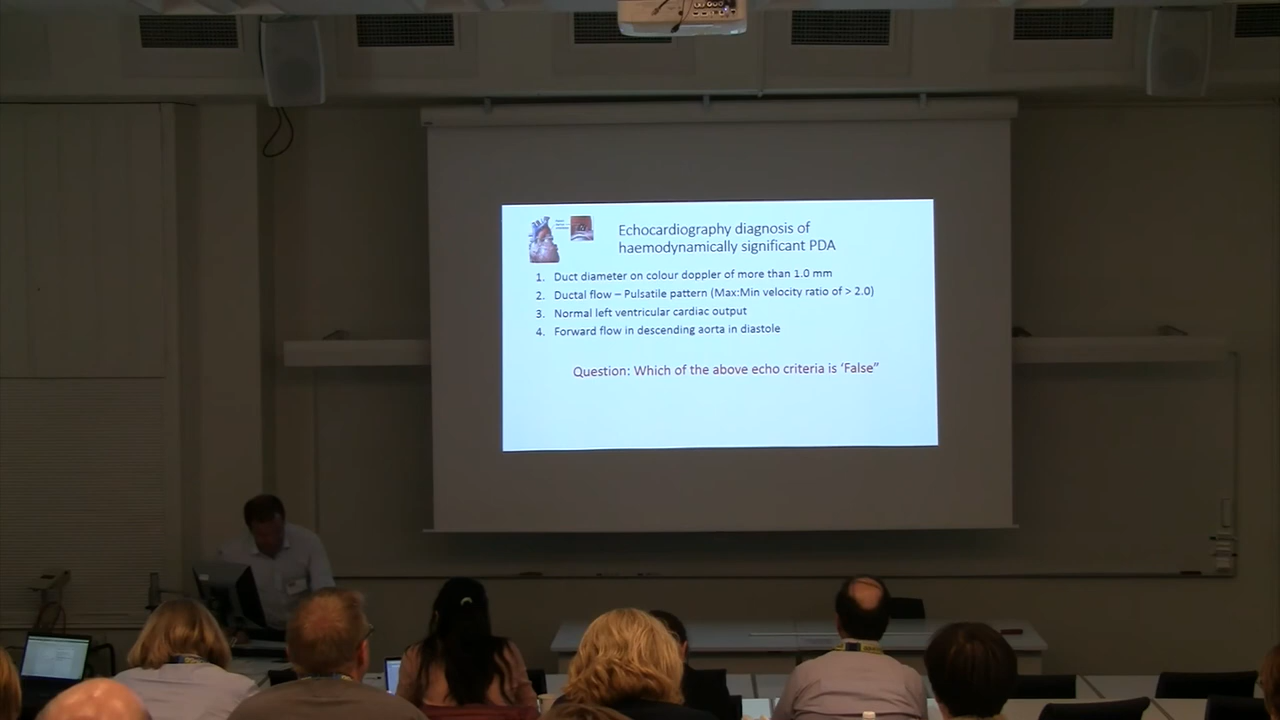 Echocardiography diagnosis of
haemodynamically significant PDA
1. Duct diameter on colour doppler of more than 1.0 mm
2. Ductal flow – Pulsatile pattern (Max:Min velocity ratio of > 2.0)
3. Normal left ventricular cardiac output
4. Forward flow in descending aorta in diastole
Question: Which of the above echo criteria is ‘False”